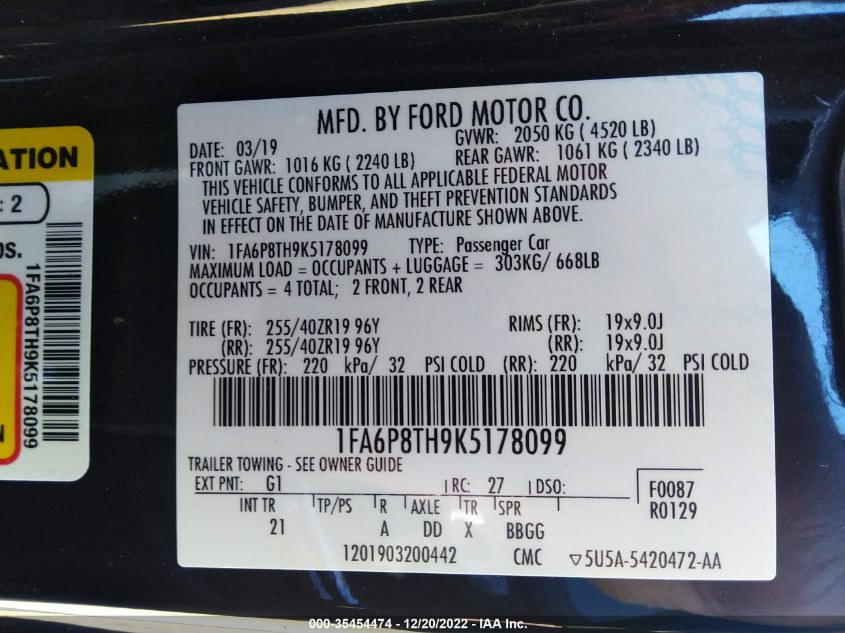 MFD. BY FORD MOTOR CO.
DATE: 03/19 GVWR: 2050 KG ( 4520 LB)
FRONT GAWR: 1016 KG ( 2240 LB) REAR GAWR: 1061 KG ( 2340 LB)
THIS VEHICLE CONFORMS TO ALL APPLICABLE FEDERAL MOTOR
VEHICLE SAFETY, BUMPER, AND THEFT PREVENTION STANDARDS
IN EFFECT ON THE DATE OF MANUFACTURE SHOWN ABOVE.
VIN: 1FA6P8TH9K5178099 TYPE: Passenger Car
MAXIMUM LOAD = OCCUPANTS + LUGGAGE = 303KG/ 668LB
OCCUPANTS = 4 TOTAL; 2 FRONT, 2 REAR
TIRE (FR): 255/40ZR19 96Y RIMS (FR): 19x9.0J
(RR): 255/40ZR19 96Y (RR): 19x9.0J
PRESSURE (FR): 220 kPa/ 32 PSI COLD (RR): 220 kPa/ 32 PSI COLD
1FA6P8TH9K5178099
TRAILER TOWING - SEE OWNER GUIDE
EXT PNT: G1 RC: 27 DSO: F0087
R0129
INT TR TP/PS R AXLE TR SPR
21 A DD X BBGG
1201903200442 CMC ▽5U5A-5420472-AA
ATION
: 2
OS.
1FA6P8TH9K5178099
N
000-35454474 - 12/20/2022 - IAA Inc.